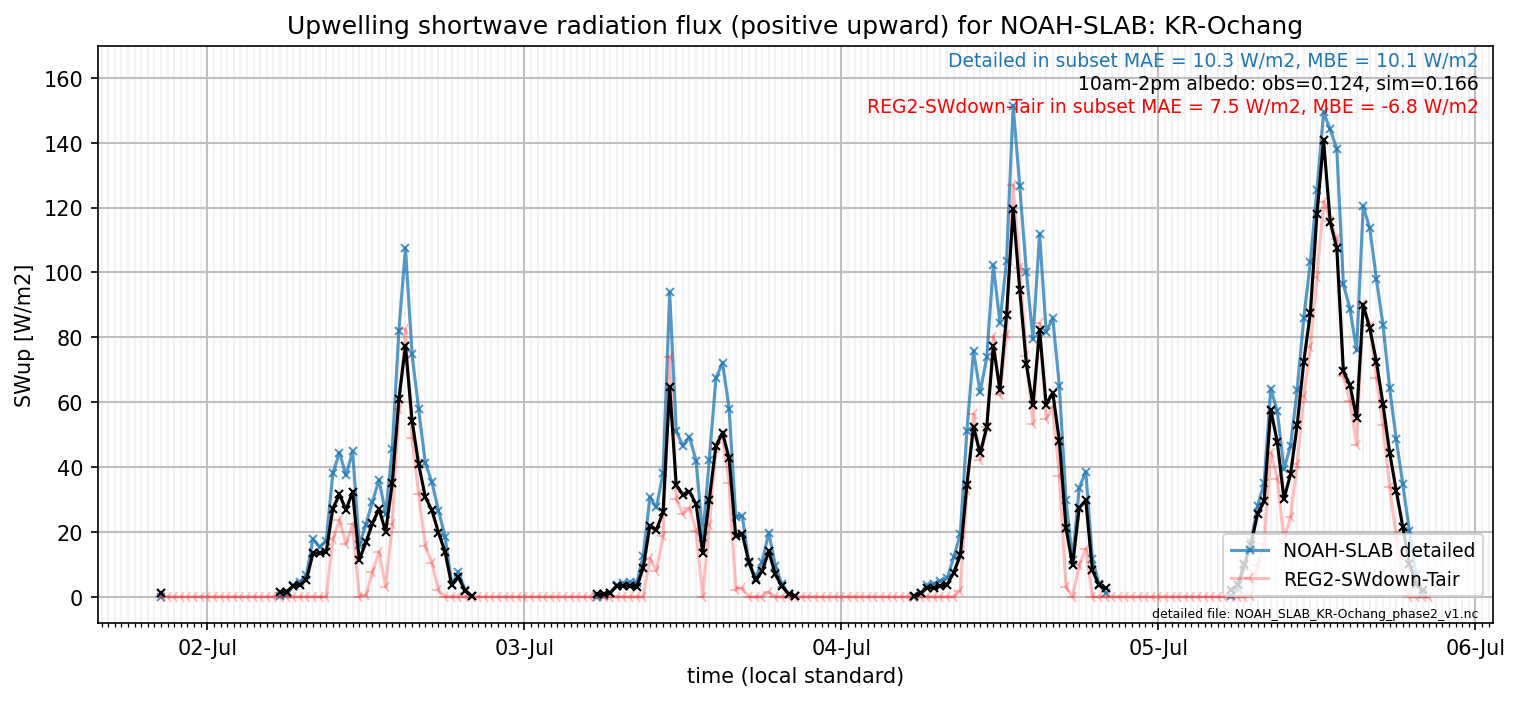 Upwelling shortwave radiation flux (positive upward) for NOAH-SLAB: KR-Ochang
Detailed in subset MAE = 10.3 W/m2, MBE = 10.1 W/m2
10am-2pm albedo: obs=0.124, sim=0.166
REG2-SWdown-Tair in subset MAE = 7.5 W/m2, MBE = -6.8 W/m2
SWup [W/m2]
160
140
120
100
80
60
40
20
0
NOAH-SLAB detailed
REG2-SWdown-Tair
detailed file: NOAH_SLAB_KR-Ochang_phase2_v1.nc
02-Jul 03-Jul 04-Jul 05-Jul 06-Jul
time (local standard)